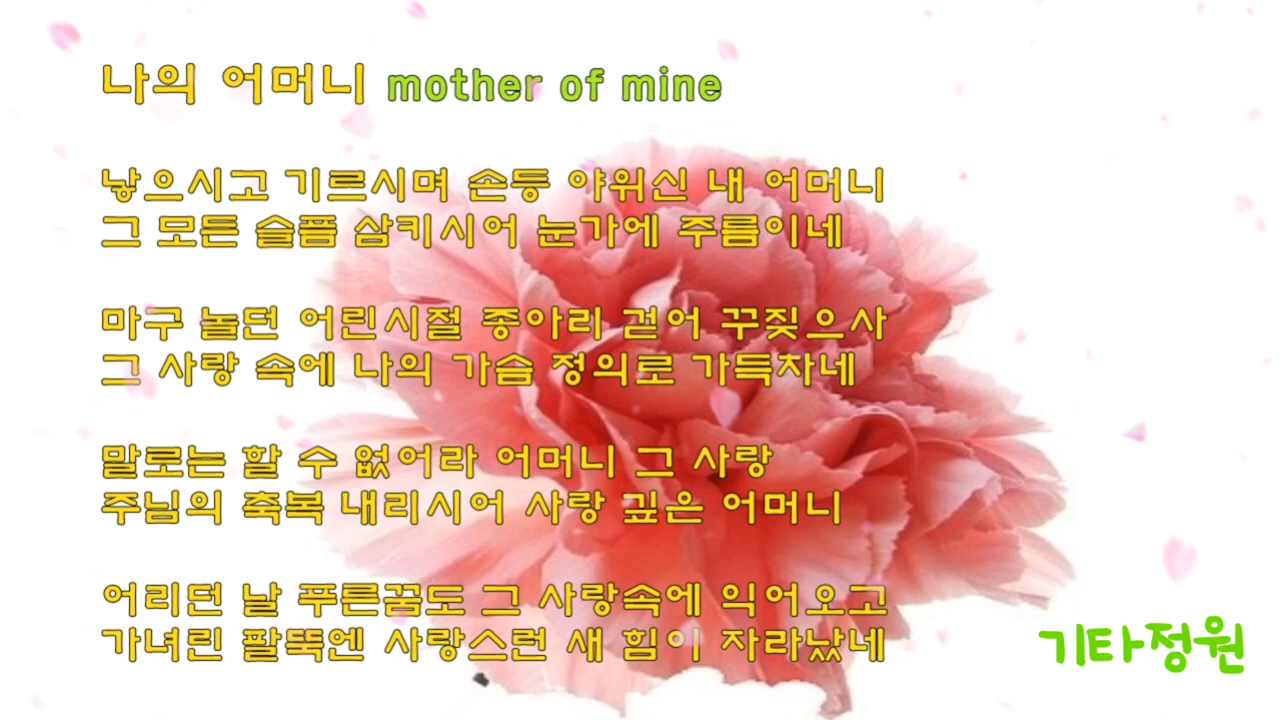 나의 어머니 mother of mine
낳으시고 기르시며 손등 야위신 내 어머니
그 모든 슬픔 삼키시어 눈가에 주름이네
마구 놀던 어린시절 종아리 걷어 꾸짖으사
그 사랑 속에 나의 가슴 정의로 가득차네
말로는 할 수 없어라 어머니 그 사랑
주님의 축복 내리시어 사랑 깊은 어머니
어리던 날 푸른꿈도 그 사랑속에 익어오고
가녀린 팔뚝엔 사랑스런 새 힘이 자라났네
기타정원